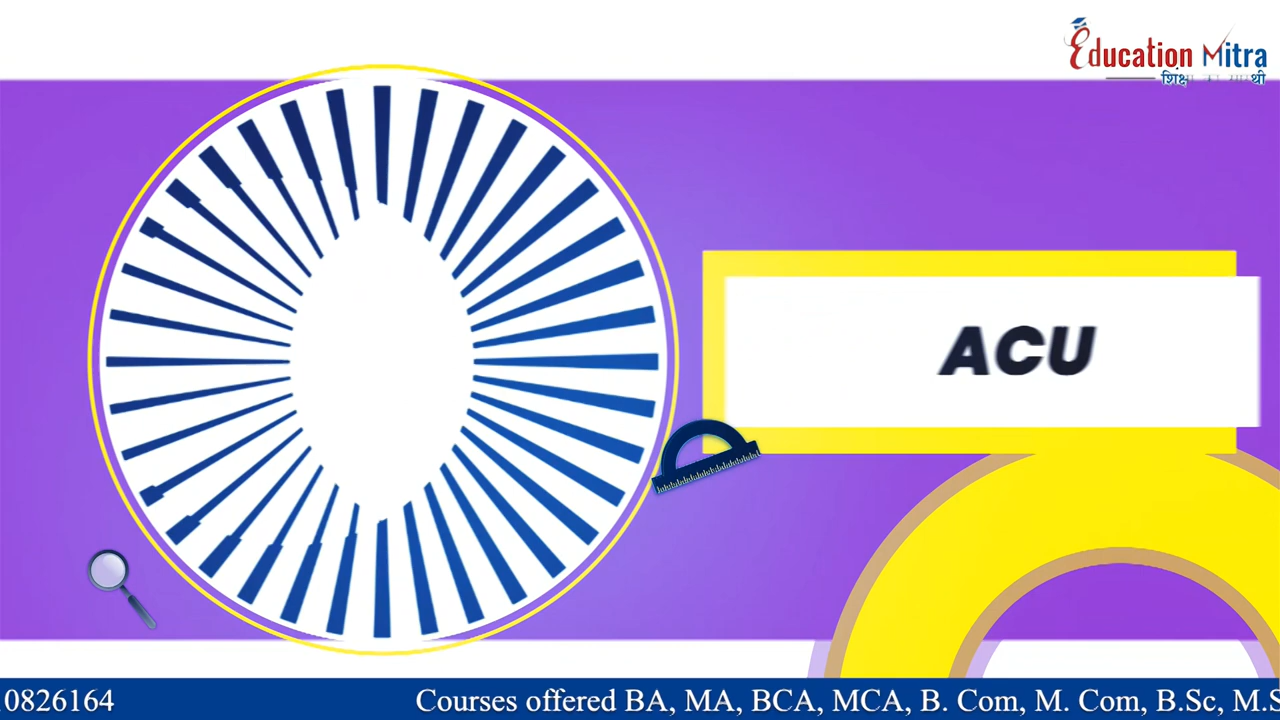 Education Mitra
ACU
0826164 Courses offered BA, MA, BCA, MCA, B. Com, M. Com, B.Sc, M.S